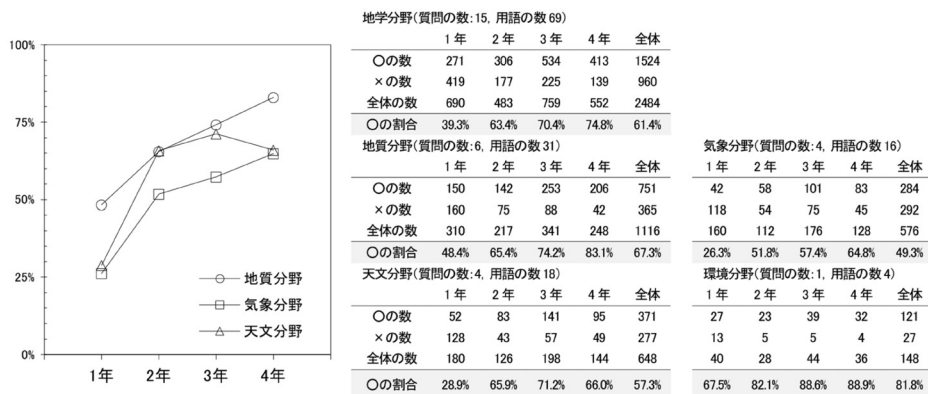 100%
75%
50%
25%
0%
1年 2年 3年 4年
地質分野
気象分野
天文分野
地学分野(質問の数:15, 用語の数69)
1年 2年 3年 4年 全体
〇の数 271 306 534 413 1524
×の数 419 177 225 139 960
全体の数 690 483 759 552 2484
〇の割合 39.3% 63.4% 70.4% 74.8% 61.4%
地質分野(質問の数:6, 用語の数31)
1年 2年 3年 4年 全体
〇の数 150 142 253 206 751
×の数 160 75 88 42 365
全体の数 310 217 341 248 1116
〇の割合 48.4% 65.4% 74.2% 83.1% 67.3%
気象分野(質問の数:4, 用語の数16)
1年 2年 3年 4年 全体
42 58 101 83 284
118 54 75 45 292
160 112 176 128 576
26.3% 51.8% 57.4% 64.8% 49.3%
天文分野(質問の数:4, 用語の数18)
1年 2年 3年 4年 全体
〇の数 52 83 141 95 371
×の数 128 43 57 49 277
全体の数 180 126 198 144 648
〇の割合 28.9% 65.9% 71.2% 66.0% 57.3%
環境分野(質問の数:1, 用語の数4)
1年 2年 3年 4年 全体
27 23 39 32 121
13 5 5 4 27
40 28 44 36 148
67.5% 82.1% 88.6% 88.9% 81.8%